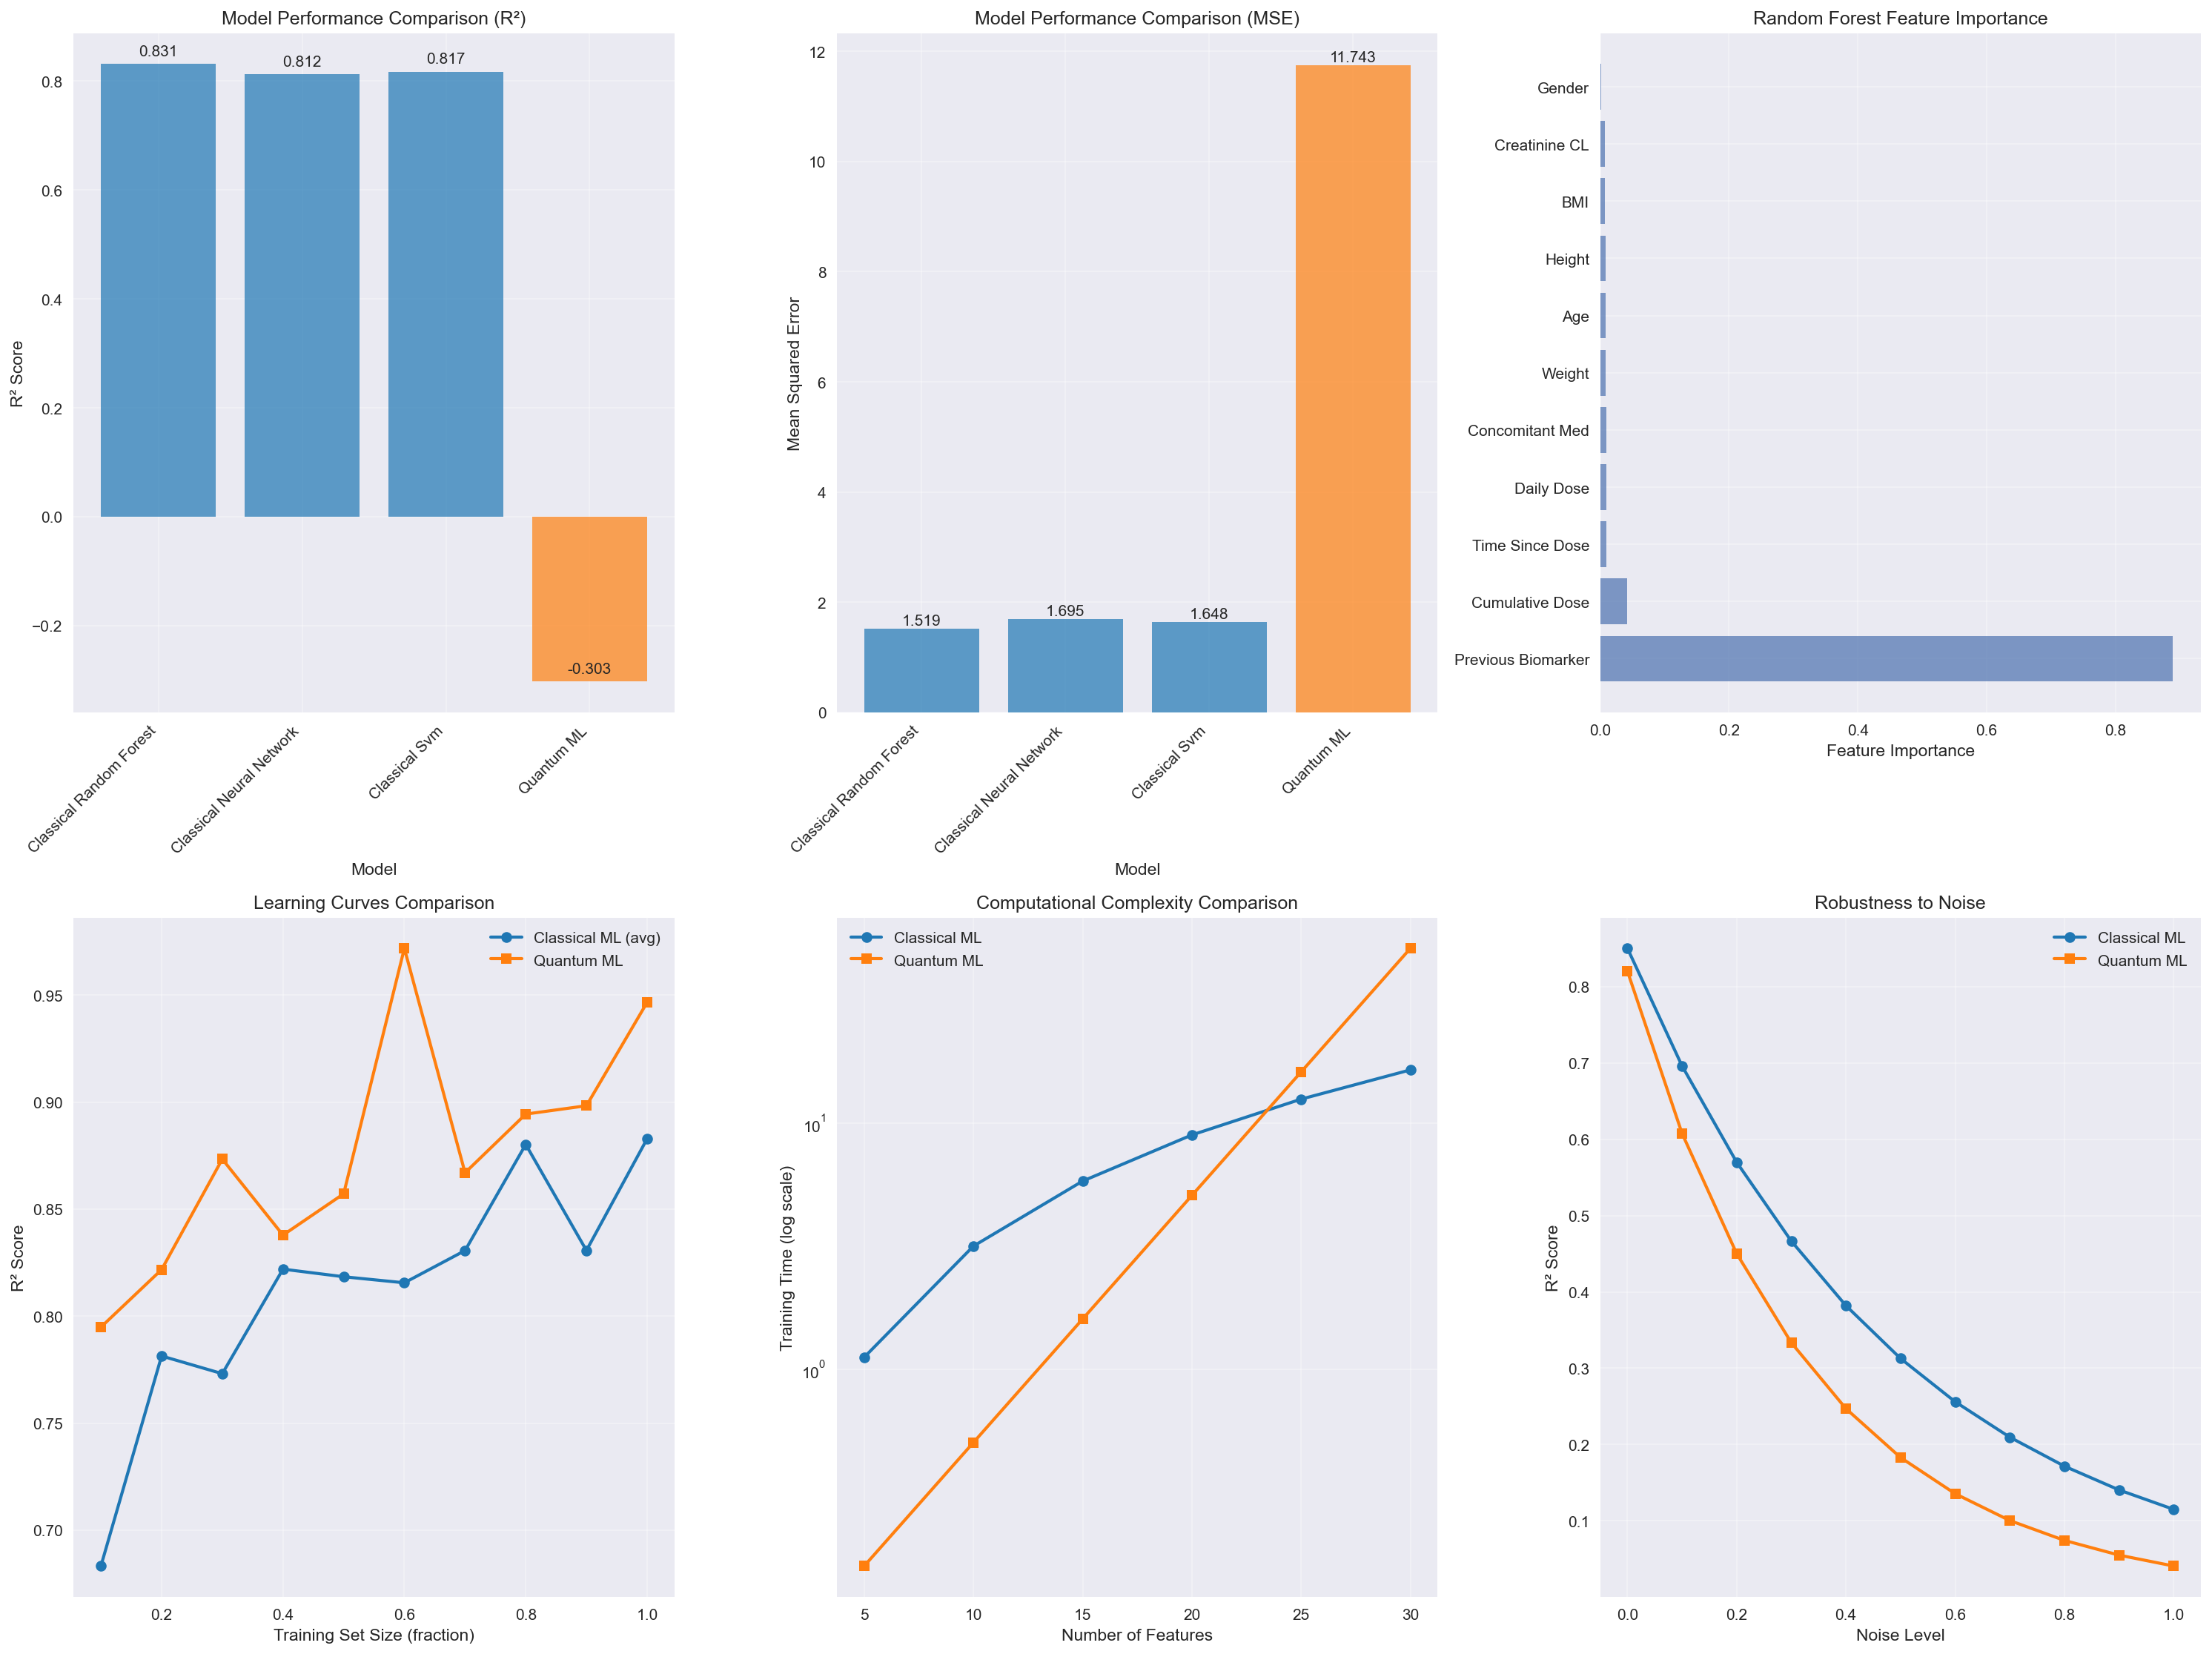 Model Performance Comparison (R²)
0.831
0.812
0.817
-0.303
0.8
0.6
0.4
0.2
0.0
−0.2
R² Score
Classical Random Forest
Classical Neural Network
Classical Svm
Quantum ML
Model
Model Performance Comparison (MSE)
11.743
1.519
1.695
1.648
12
10
8
6
4
2
0
Mean Squared Error
Classical Random Forest
Classical Neural Network
Classical Svm
Quantum ML
Model
Random Forest Feature Importance
Gender
Creatinine CL
BMI
Height
Age
Weight
Concomitant Med
Daily Dose
Time Since Dose
Cumulative Dose
Previous Biomarker
0.0 0.2 0.4 0.6 0.8
Feature Importance
Learning Curves Comparison
Classical ML (avg)
Quantum ML
0.95
0.90
0.85
0.80
0.75
0.70
R² Score
0.2 0.4 0.6 0.8 1.0
Training Set Size (fraction)
Computational Complexity Comparison
Classical ML
Quantum ML
10¹
10⁰
Training Time (log scale)
5 10 15 20 25 30
Number of Features
Robustness to Noise
Classical ML
Quantum ML
0.8
0.7
0.6
0.5
0.4
0.3
0.2
0.1
R² Score
0.0 0.2 0.4 0.6 0.8 1.0
Noise Level